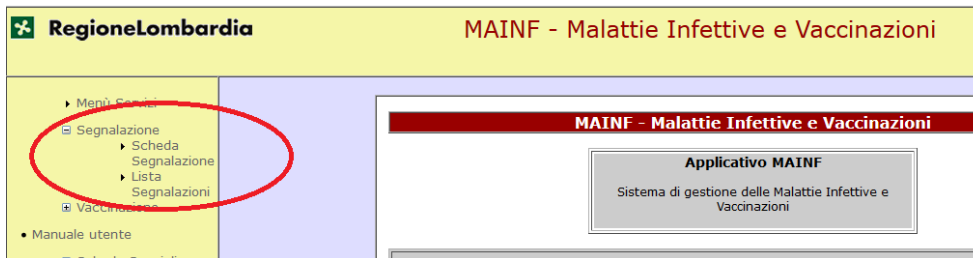 RegioneLombardia
MAINF - Malattie Infettive e Vaccinazioni
Menù Servizi
Segnalazione
Scheda
Segnalazione
Lista
Segnalazioni
Vaccinazione
Manuale utente
MAINF - Malattie Infettive e Vaccinazioni
Applicativo MAINF
Sistema di gestione delle Malattie Infettive e
Vaccinazioni